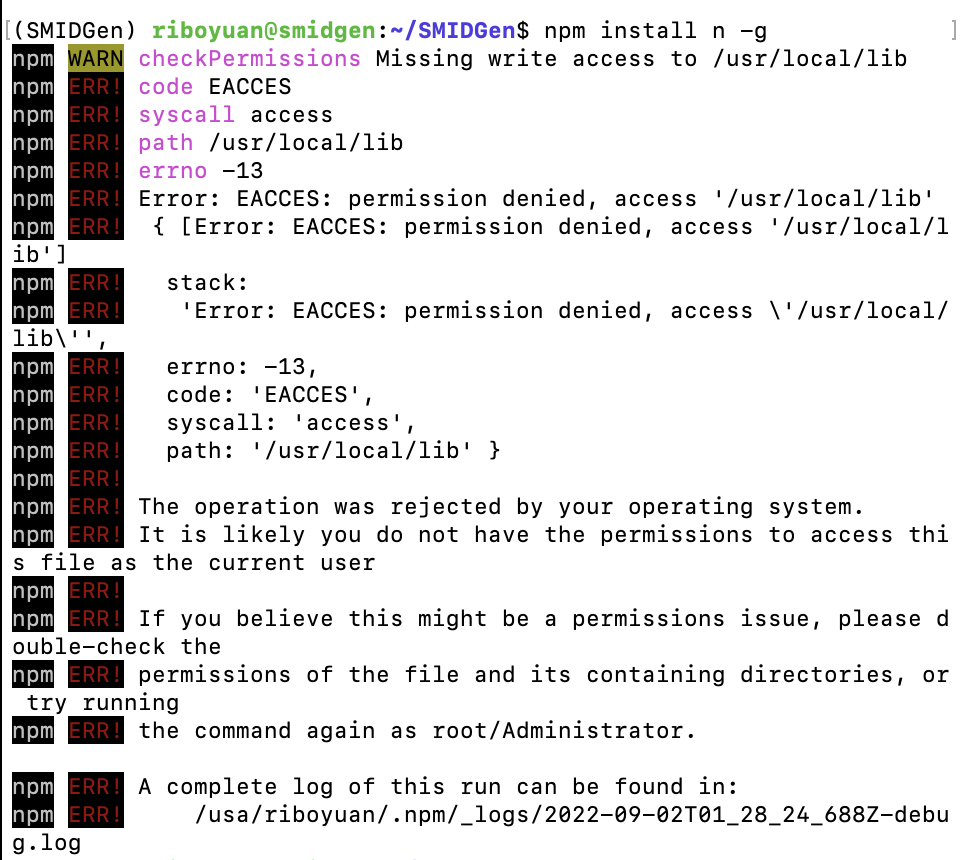 [(SMIDGen) riboyuan@smidgen:~/SMIDGen$ npm install n -g ]
npm WARN checkPermissions Missing write access to /usr/local/lib
npm ERR! code EACCES
npm ERR! syscall access
npm ERR! path /usr/local/lib
npm ERR! errno -13
npm ERR! Error: EACCES: permission denied, access '/usr/local/lib'
npm ERR!  { [Error: EACCES: permission denied, access '/usr/local/l
ib']
npm ERR!   stack:
npm ERR!    'Error: EACCES: permission denied, access \'/usr/local/
lib\'',
npm ERR!   errno: -13,
npm ERR!   code: 'EACCES',
npm ERR!   syscall: 'access',
npm ERR!   path: '/usr/local/lib' }
npm ERR!
npm ERR! The operation was rejected by your operating system.
npm ERR! It is likely you do not have the permissions to access thi
s file as the current user
npm ERR!
npm ERR! If you believe this might be a permissions issue, please d
ouble-check the
npm ERR! permissions of the file and its containing directories, or
 try running
npm ERR! the command again as root/Administrator.

npm ERR! A complete log of this run can be found in:
npm ERR!     /usa/riboyuan/.npm/_logs/2022-09-02T01_28_24_688Z-debu
g.log